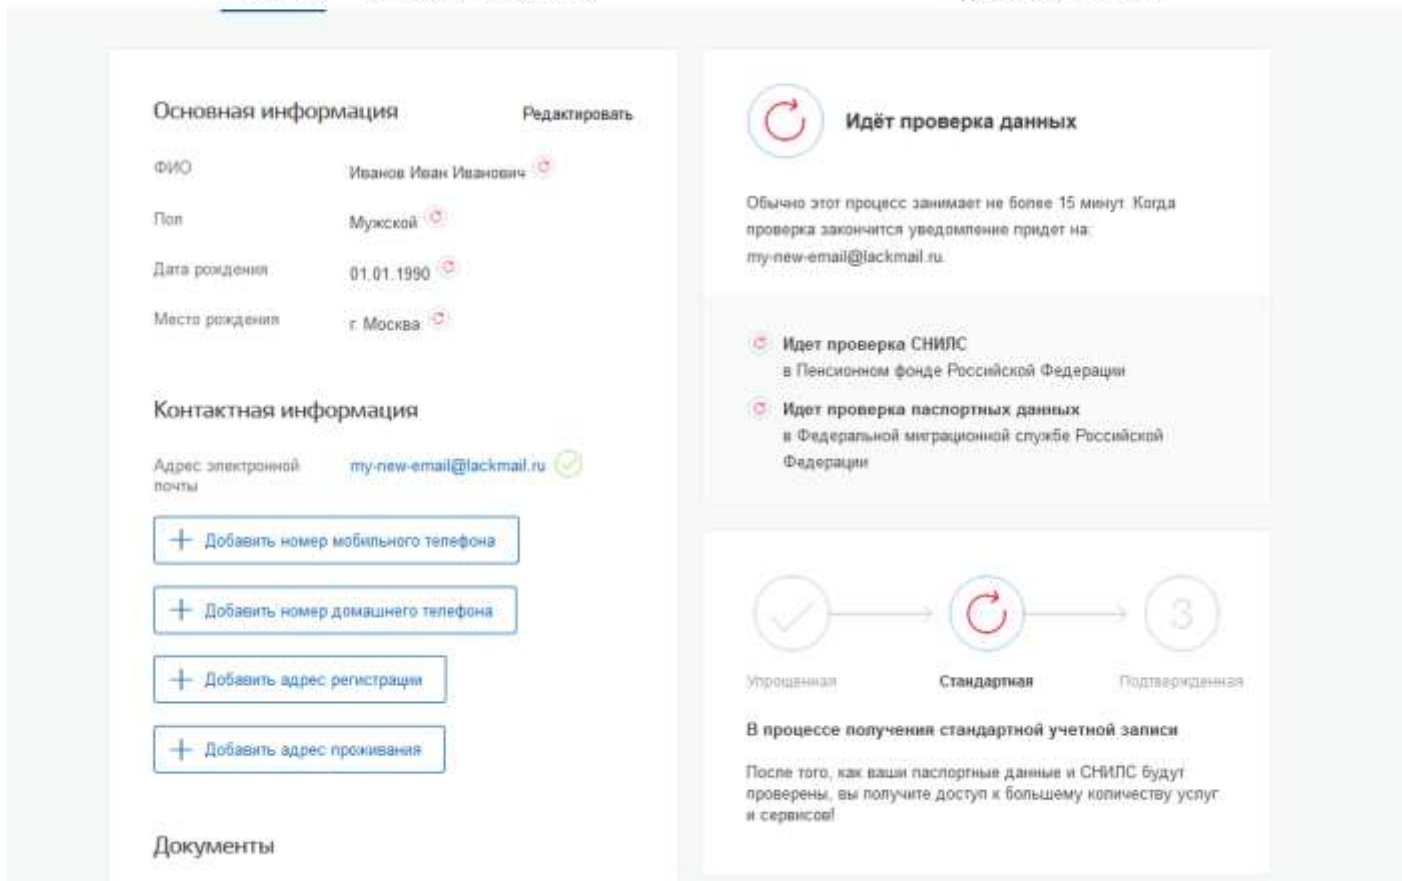 Основная информация
Редактировать
ФИО
Иванов Иван Иванович
Пол
Мужской
Дата рождения
01.01.1990
Место рождения
г. Москва
Контактная информация
Адрес электронной
почты
my-new-email@lackmail.ru
Добавить номер мобильного телефона
Добавить номер домашнего телефона
Добавить адрес регистрации
Добавить адрес проживания
Документы
Идёт проверка данных
Обычно этот процесс занимает не более 15 минут. Когда
проверка закончится уведомление придет на:
my-new-email@lackmail.ru.
Идет проверка СНИЛС
в Пенсионном фонде Российской Федерации
Идет проверка паспортных данных
в Федеральной миграционной службе Российской
Федерации
3
Упрощенная
Стандартная
Подтвержденная
В процессе получения стандартной учетной записи
После того, как ваши паспортные данные и СНИЛС будут
проверены, вы получите доступ к большему количеству услуг
и сервисов!